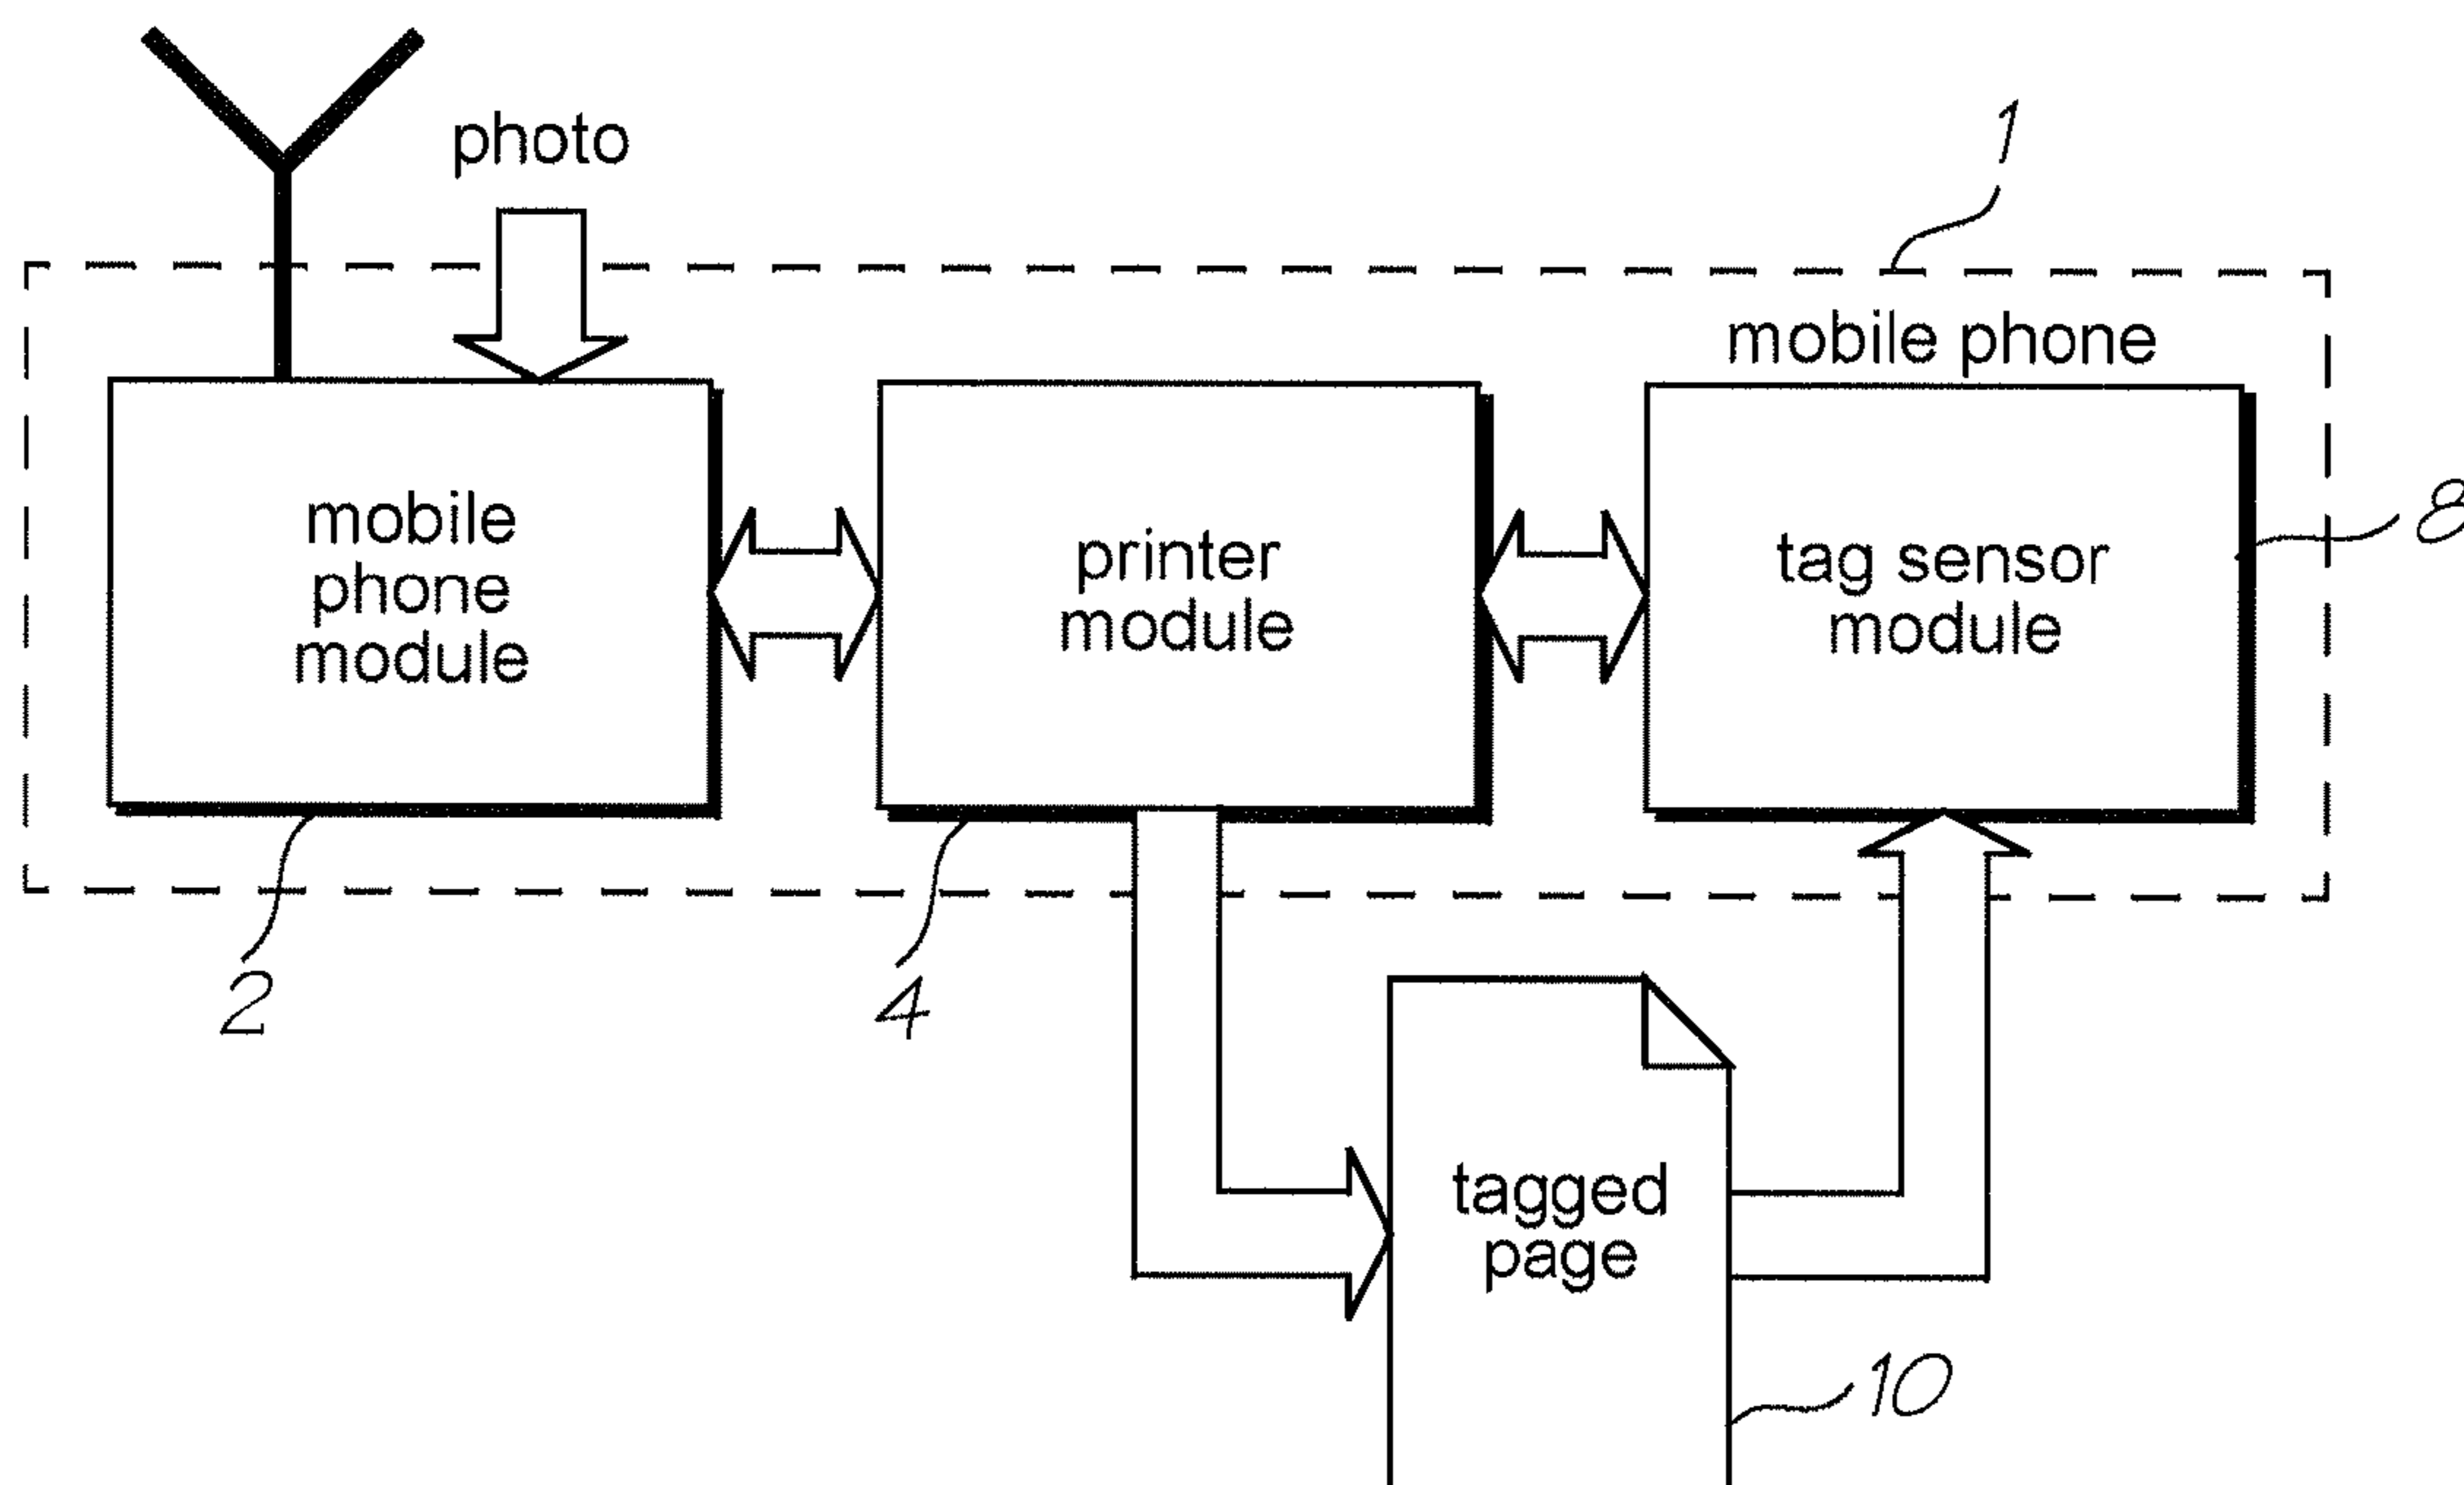 photo
1
mobile phone
mobile
phone
module
printer
module
tag sensor
module
8
2
4
tagged
page
10